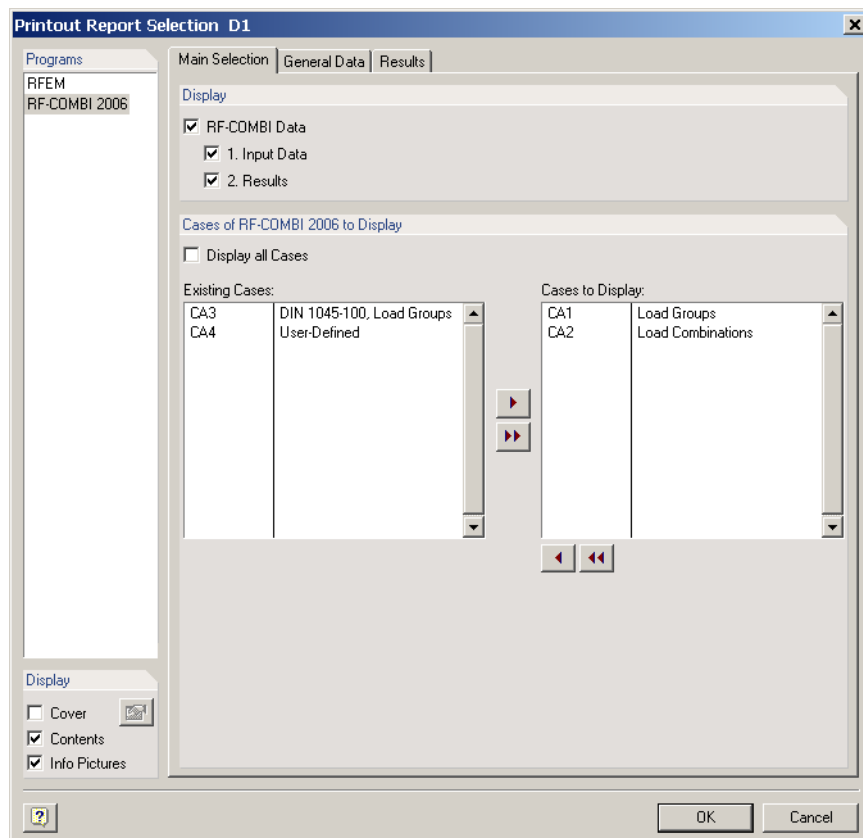 Printout Report Selection D1
Programs
RFEM
RF-COMBI 2006
Main Selection
General Data
Results
Display
RF-COMBI Data
1. Input Data
2. Results
Cases of RF-COMBI 2006 to Display
Display all Cases
Existing Cases:
CA3 DIN 1045-100, Load Groups
CA4 User-Defined
Cases to Display:
CA1 Load Groups
CA2 Load Combinations
Display
Cover
Contents
Info Pictures
OK
Cancel